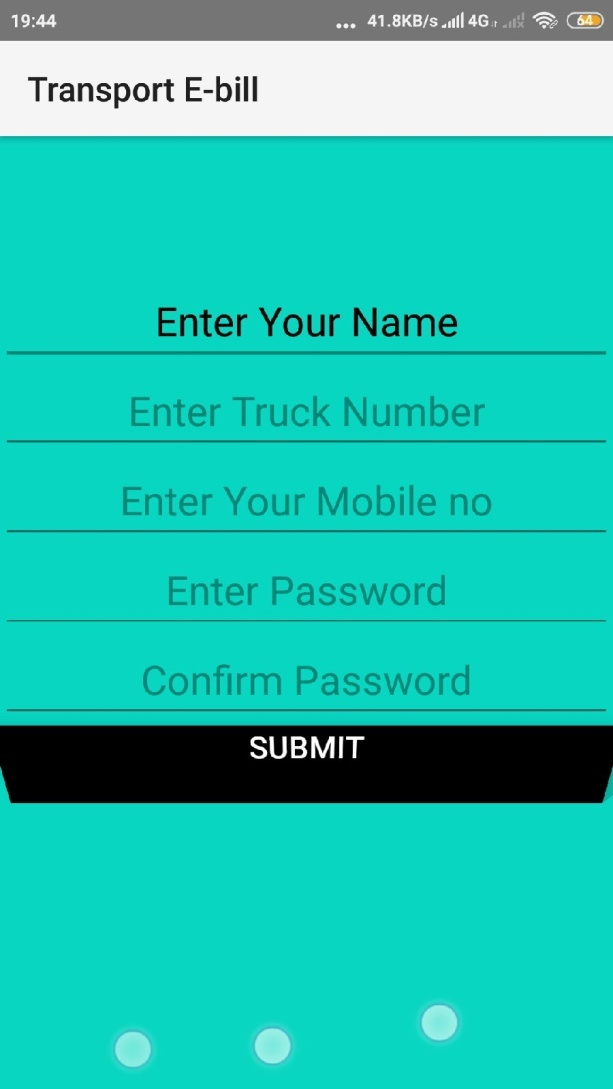 19:44 ... 41.8KB/s 4G 64
Transport E-bill
Enter Your Name
Enter Truck Number
Enter Your Mobile no
Enter Password
Confirm Password
SUBMIT